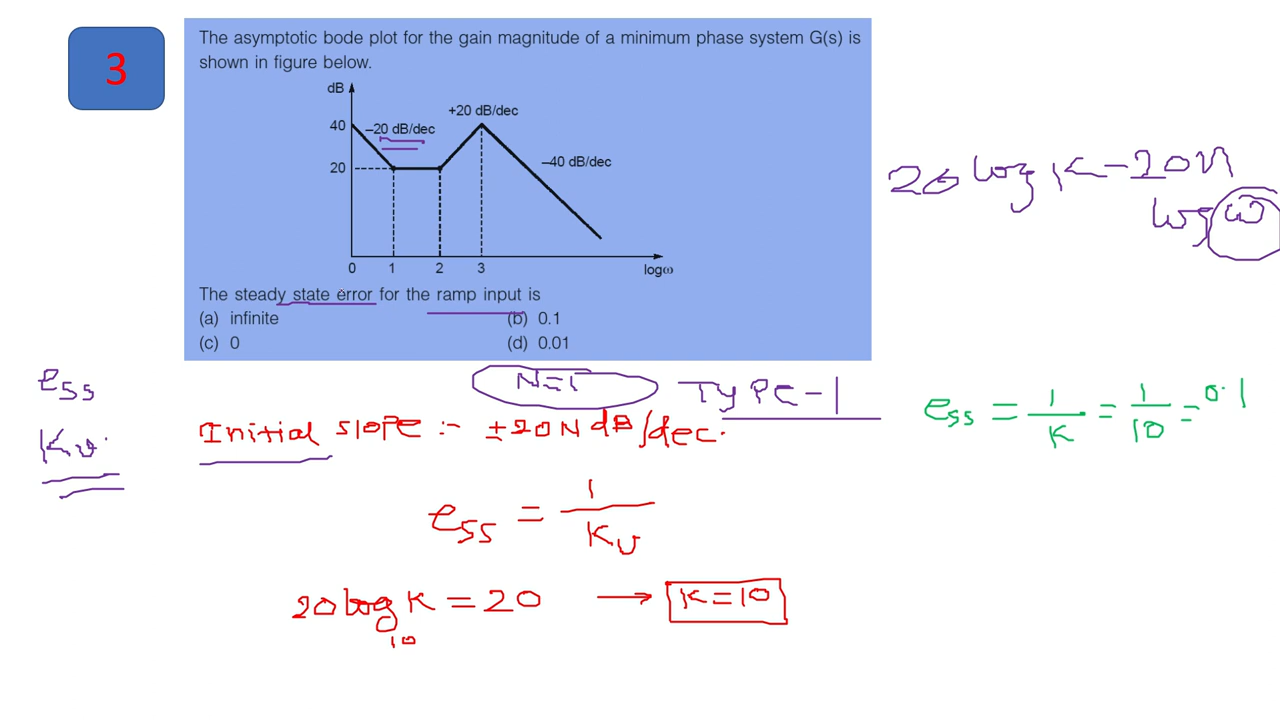 3
The asymptotic bode plot for the gain magnitude of a minimum phase system G(s) is
shown in figure below.
dB
+20 dB/dec
40
–20 dB/dec
–40 dB/dec
20
0 1 2 3 logω
The steady state error for the ramp input is
(a) infinite (b) 0.1
(c) 0 (d) 0.01
20 log K - 20N
log ω
ess
Kv.
N=1 TYPE-1
Initial slope :- ±20N dB/dec.
ess = 1/K = 1/10 = 0.1
ess = 1/Kv
20 log10 K = 20 → K = 10